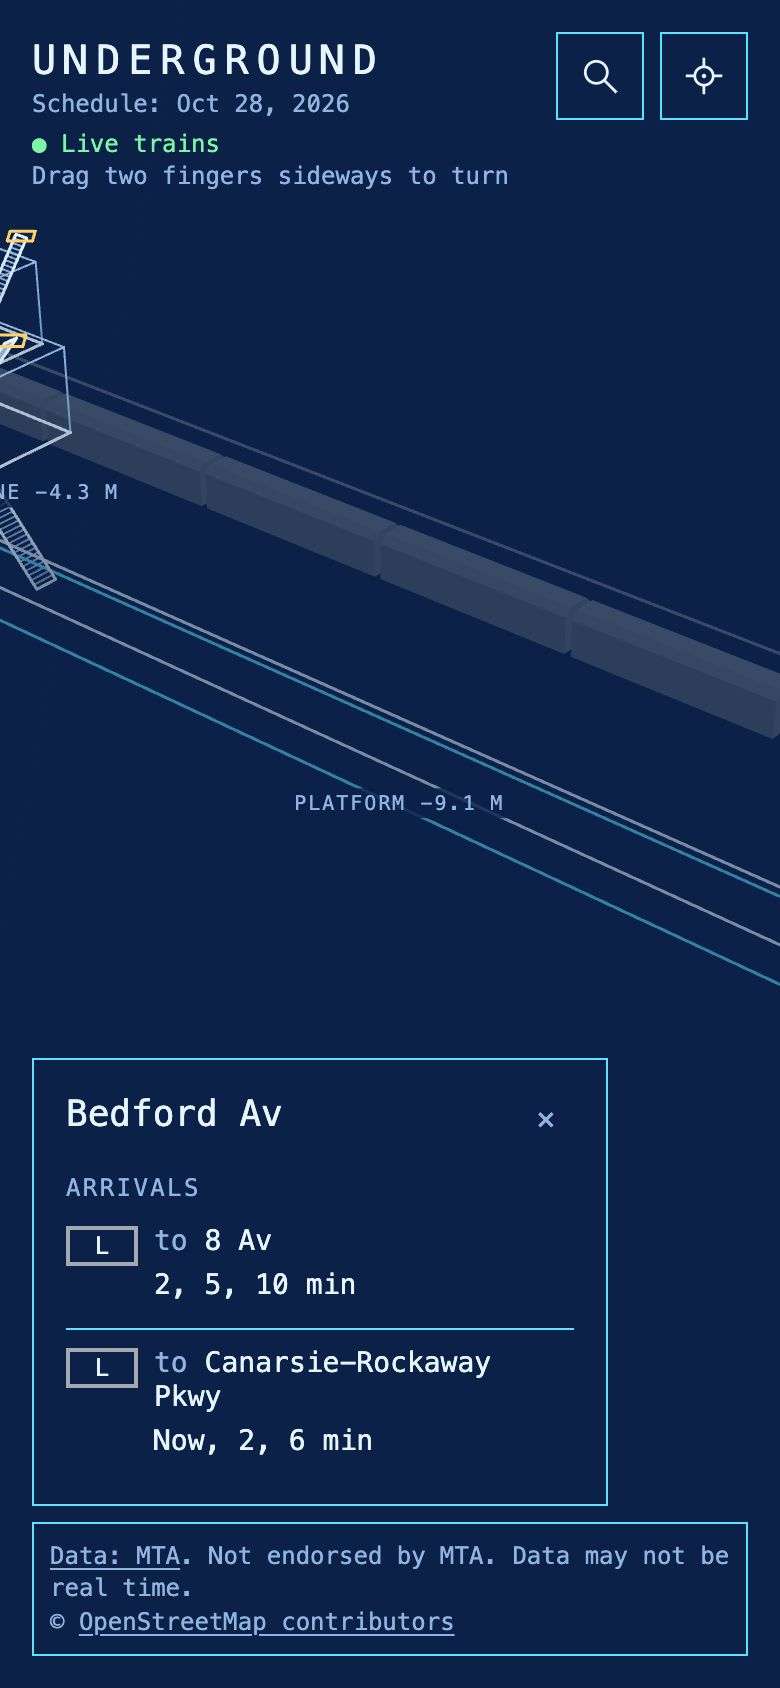 UNDERGROUND
Schedule: Oct 28, 2026
● Live trains
Drag two fingers sideways to turn
NE −4.3 M
PLATFORM −9.1 M
Bedford Av
×
ARRIVALS
L to 8 Av
2, 5, 10 min
L to Canarsie–Rockaway
Pkwy
Now, 2, 6 min
Data: MTA. Not endorsed by MTA. Data may not be
real time.
© OpenStreetMap contributors